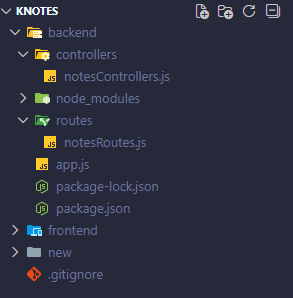 KNOTES
backend
controllers
notesControllers.js
node_modules
routes
notesRoutes.js
app.js
package-lock.json
package.json
frontend
new
.gitignore